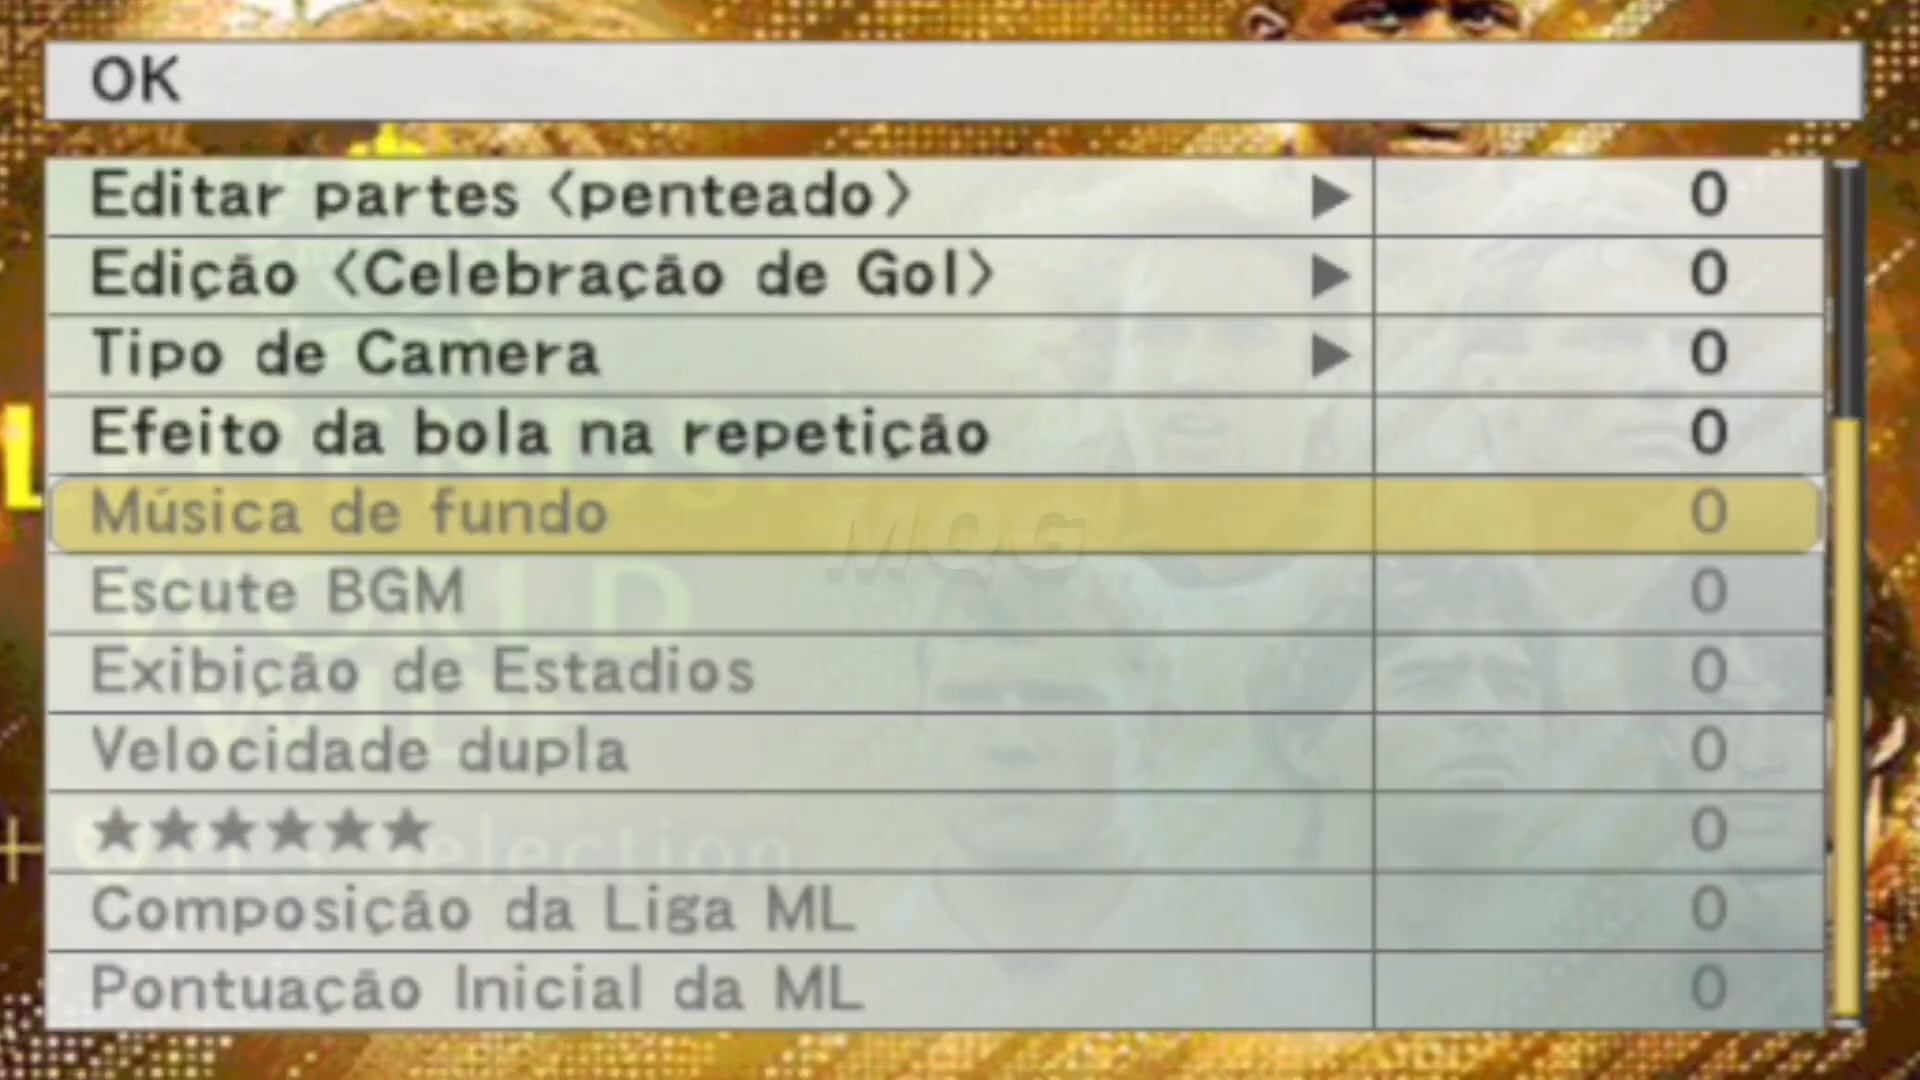 OK
Editar partes〈penteado〉 ▶ 0
Edição〈Celebração de Gol〉 ▶ 0
Tipo de Camera ▶ 0
Efeito da bola na repetição 0
Música de fundo 0
MQG
Escute BGM 0
Exibição de Estadios 0
Velocidade dupla 0
★★★★★★ 0
Composição da Liga ML 0
Pontuação Inicial da ML 0